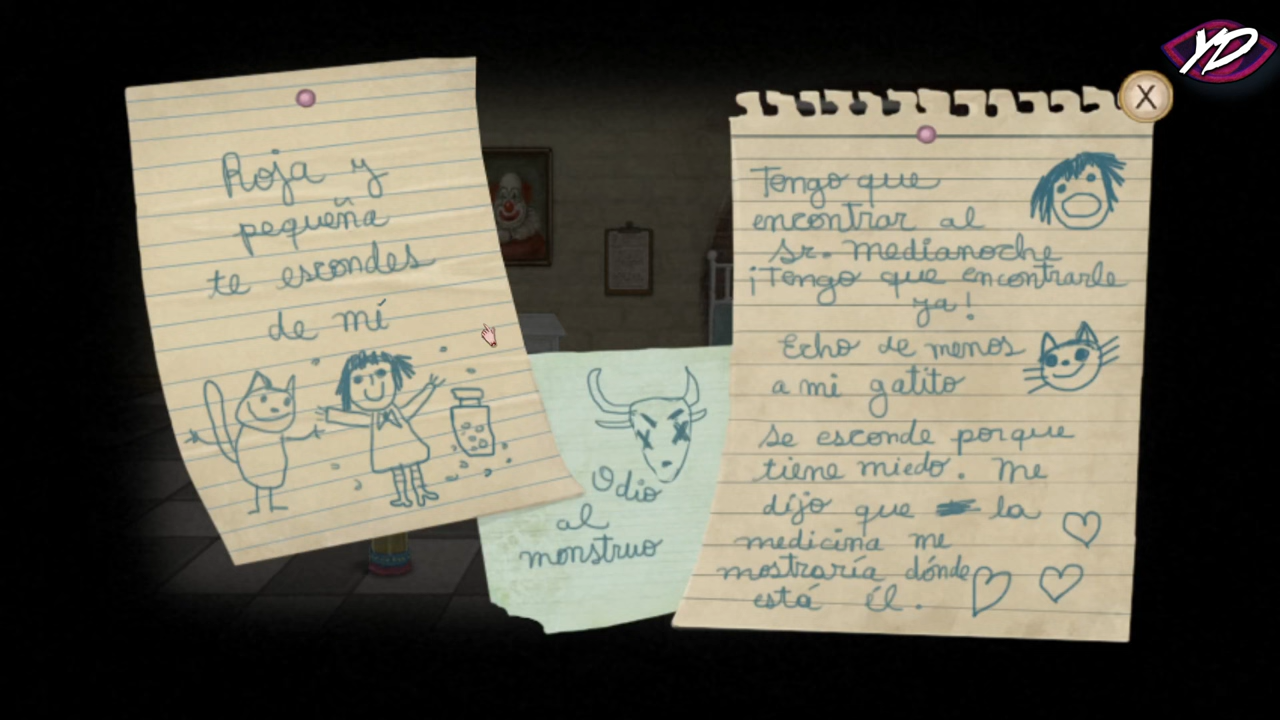 Roja y
pequeña
te escondes
de mí
Odio
al
monstruo
Tengo que
encontrar al
Sr. Medianoche
¡Tengo que encontrarle
ya!
Echo de menos
a mi gatito
Se esconde porque
tiene miedo. Me
dijo que la
medicina me
mostraría dónde
está él.
X
YD